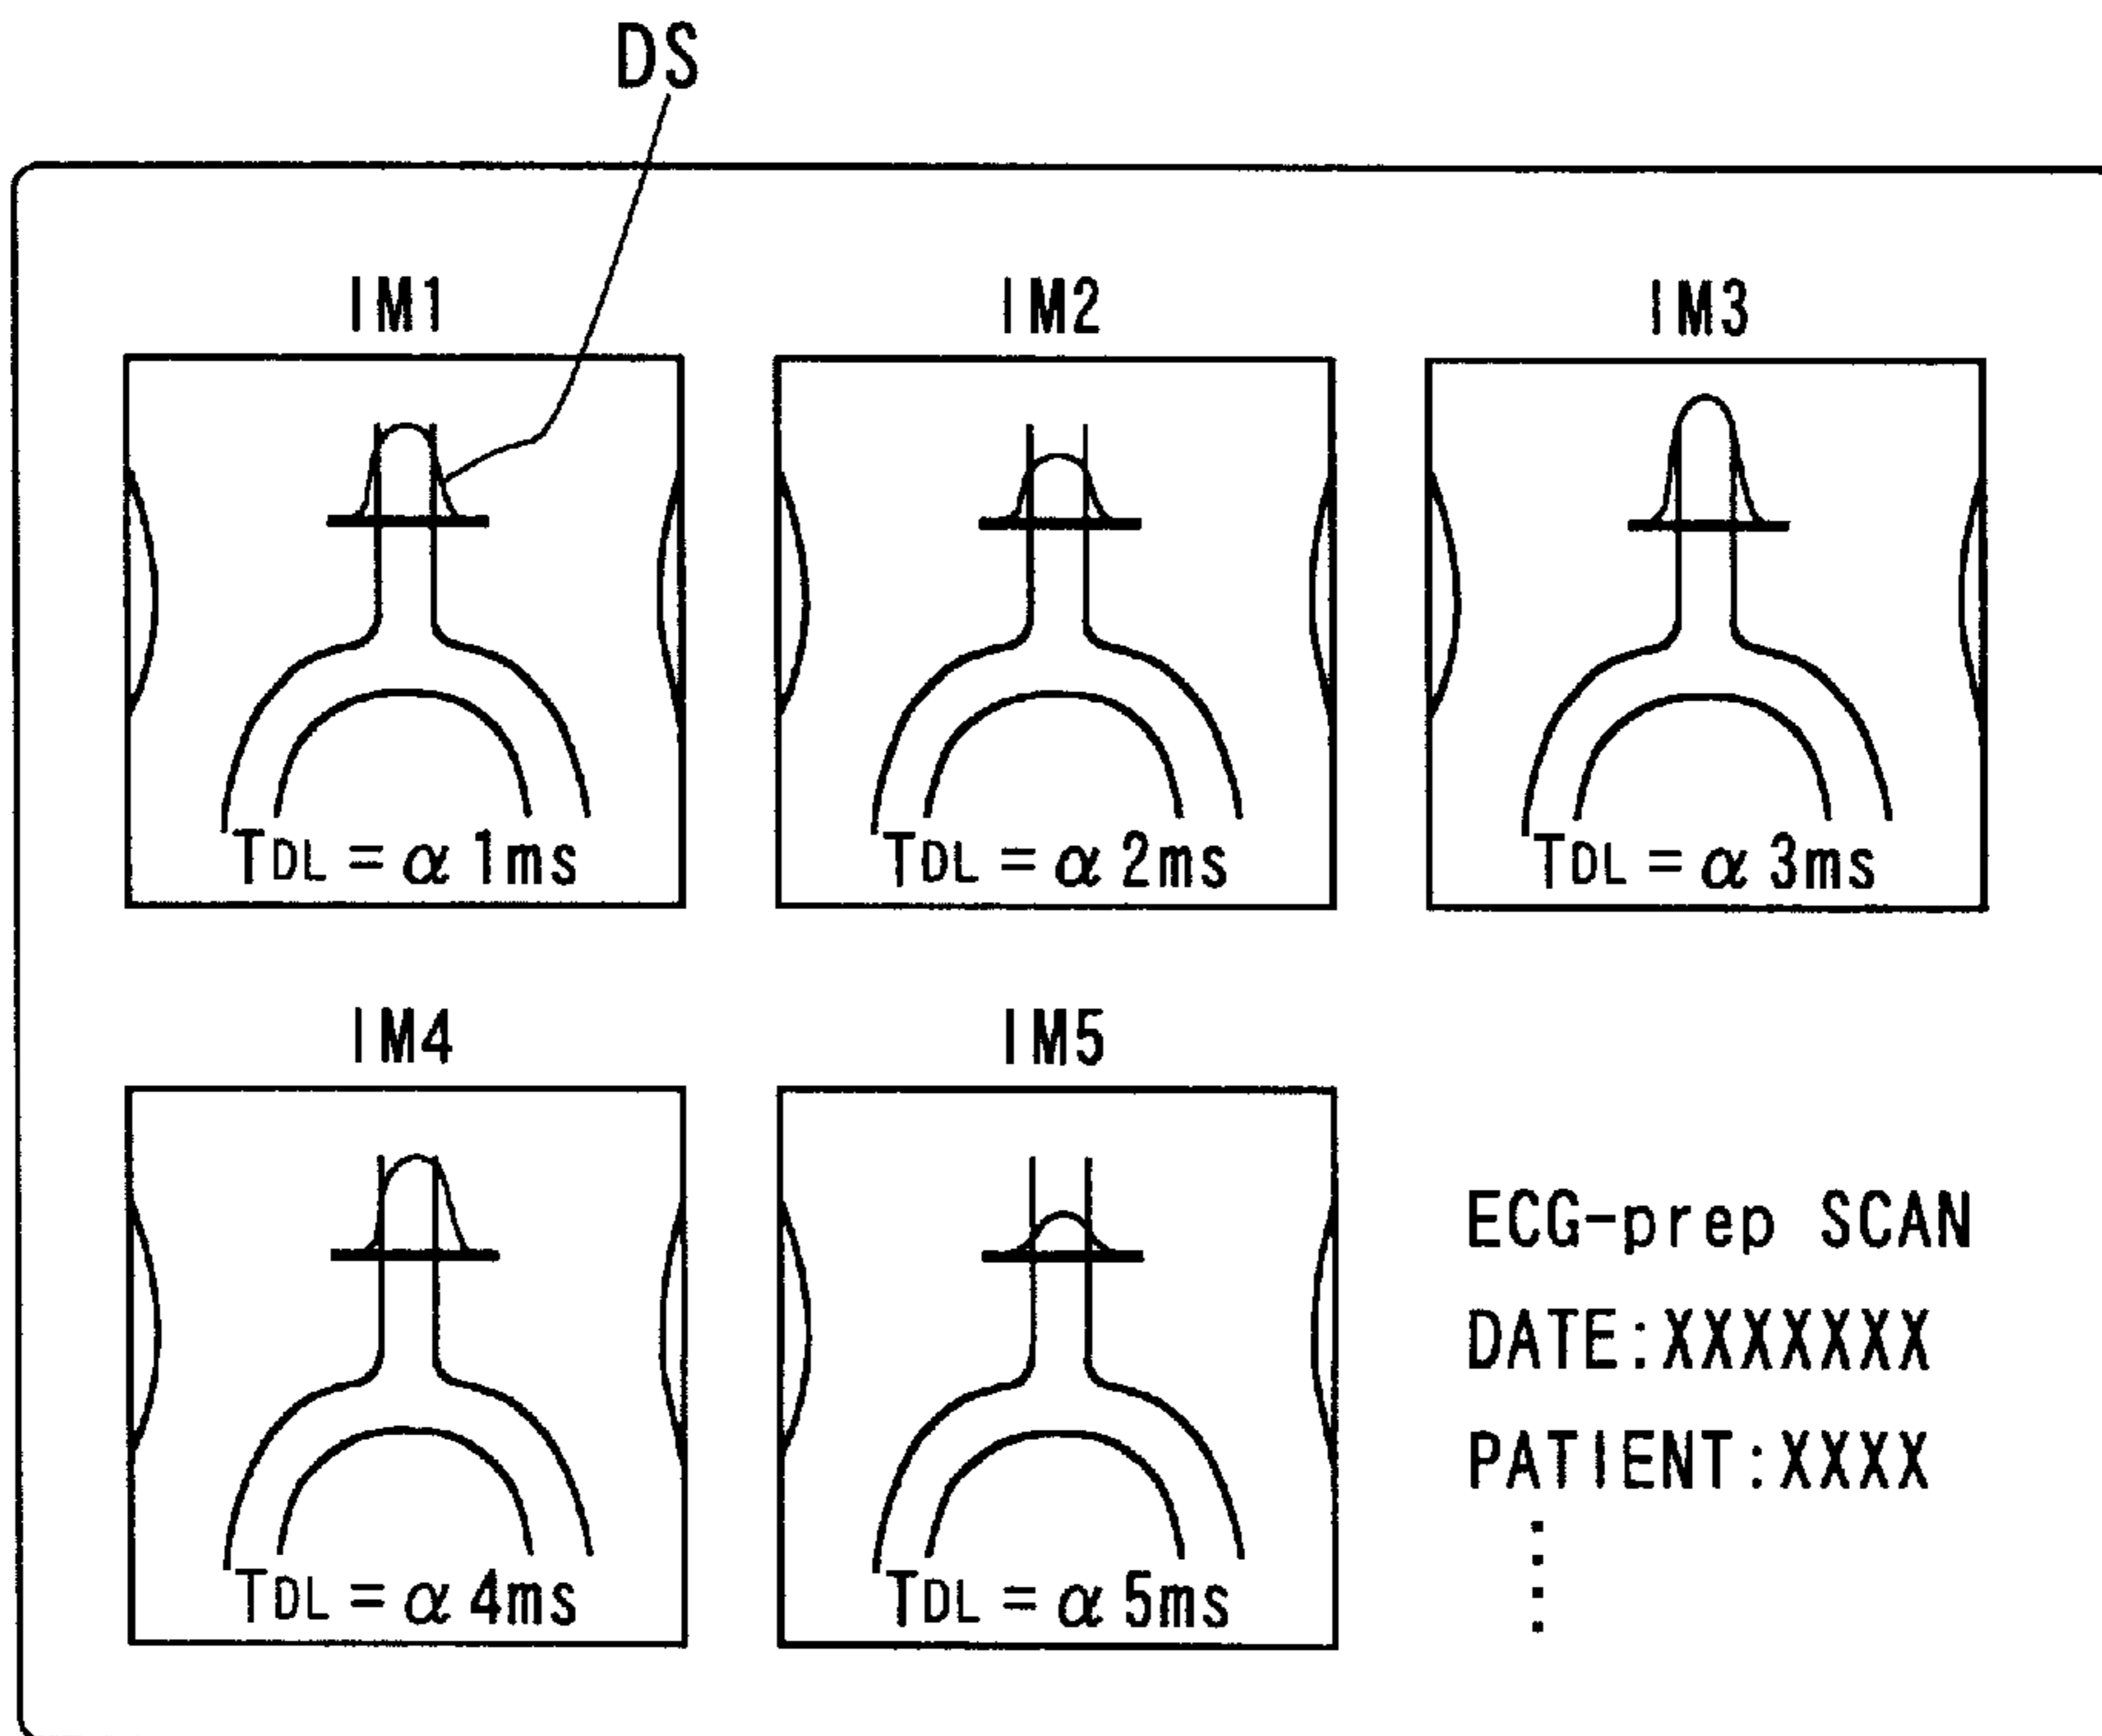 DS
IM1
IM2
IM3
TDL = α 1ms
TDL = α 2ms
TDL = α 3ms
IM4
IM5
TDL = α 4ms
TDL = α 5ms
ECG-prep SCAN
DATE:XXXXXXX
PATIENT:XXXX